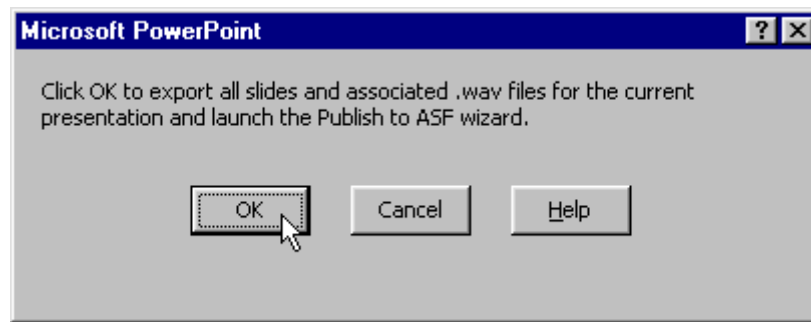 Microsoft PowerPoint
Click OK to export all slides and associated .wav files for the current
presentation and launch the Publish to ASF wizard.
OK Cancel Help